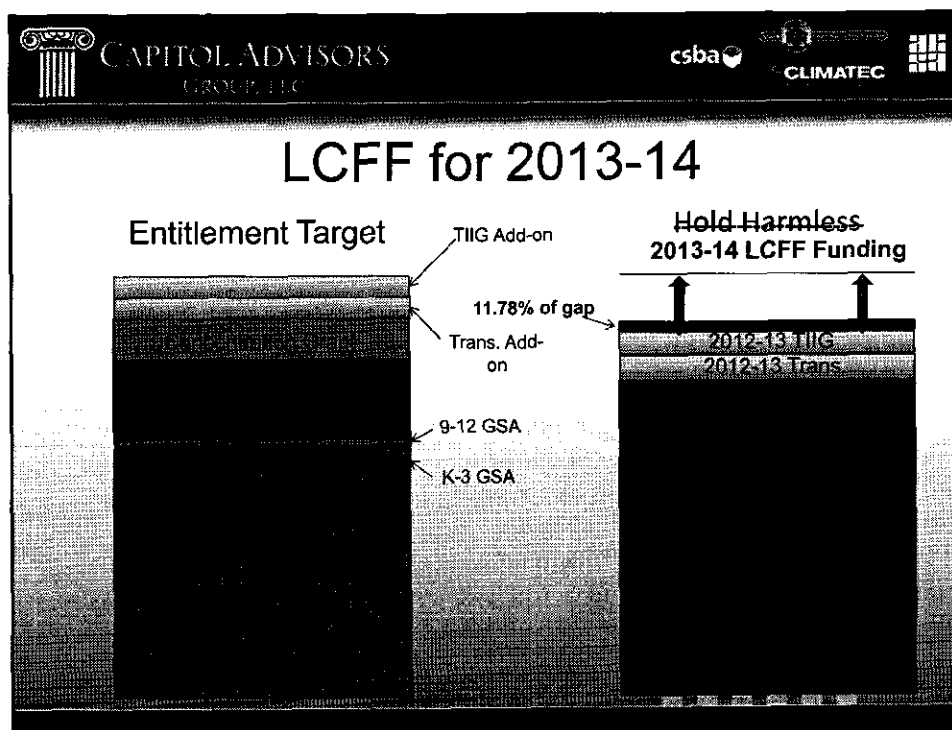 CAPITOL ADVISORS
GROUP, LLC
csba
CLIMATEC
LCFF for 2013-14
Entitlement Target
TIIG Add-on
Hold Harmless
2013-14 LCFF Funding
11.78% of gap
Trans. Add-
on
2012-13 TIIG
2012-13 Trans.
9-12 GSA
K-3 GSA